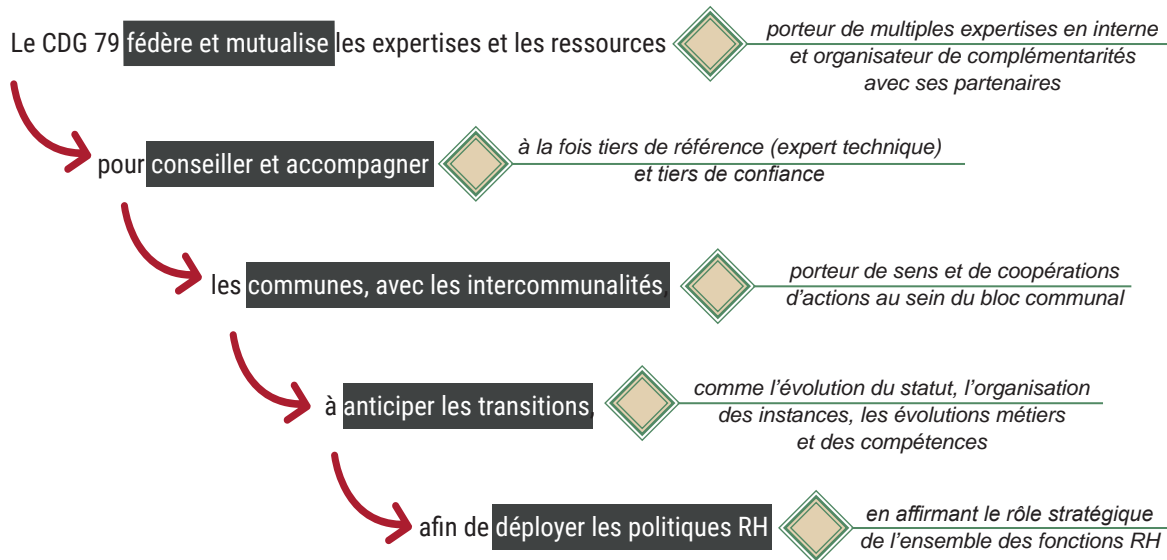 Le CDG 79 fédère et mutualise les expertises et les ressources
porteur de multiples expertises en interne
et organisateur de complémentarités
avec ses partenaires
pour conseiller et accompagner
à la fois tiers de référence (expert technique)
et tiers de confiance
les communes, avec les intercommunalités,
porteur de sens et de coopérations
d’actions au sein du bloc communal
à anticiper les transitions,
comme l’évolution du statut, l’organisation
des instances, les évolutions métiers
et des compétences
afin de déployer les politiques RH
en affirmant le rôle stratégique
de l’ensemble des fonctions RH